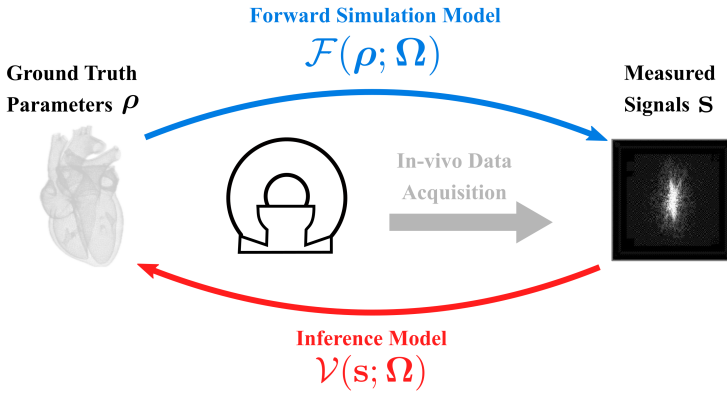 Forward Simulation Model
𝓕(𝝆; 𝛀)
Ground Truth
Parameters 𝝆
Measured
Signals 𝐬
In-vivo Data
Acquisition
Inference Model
𝓥(𝐬; 𝛀)